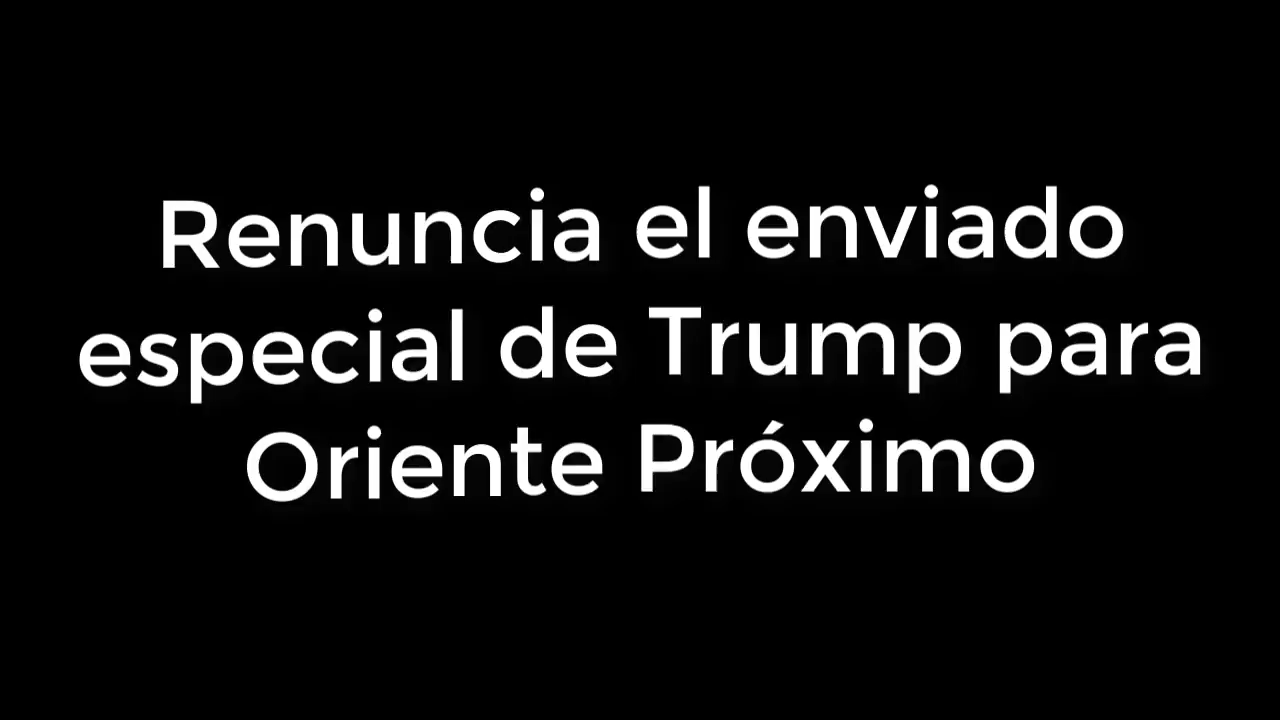 Renuncia el enviado
especial de Trump para
Oriente Próximo